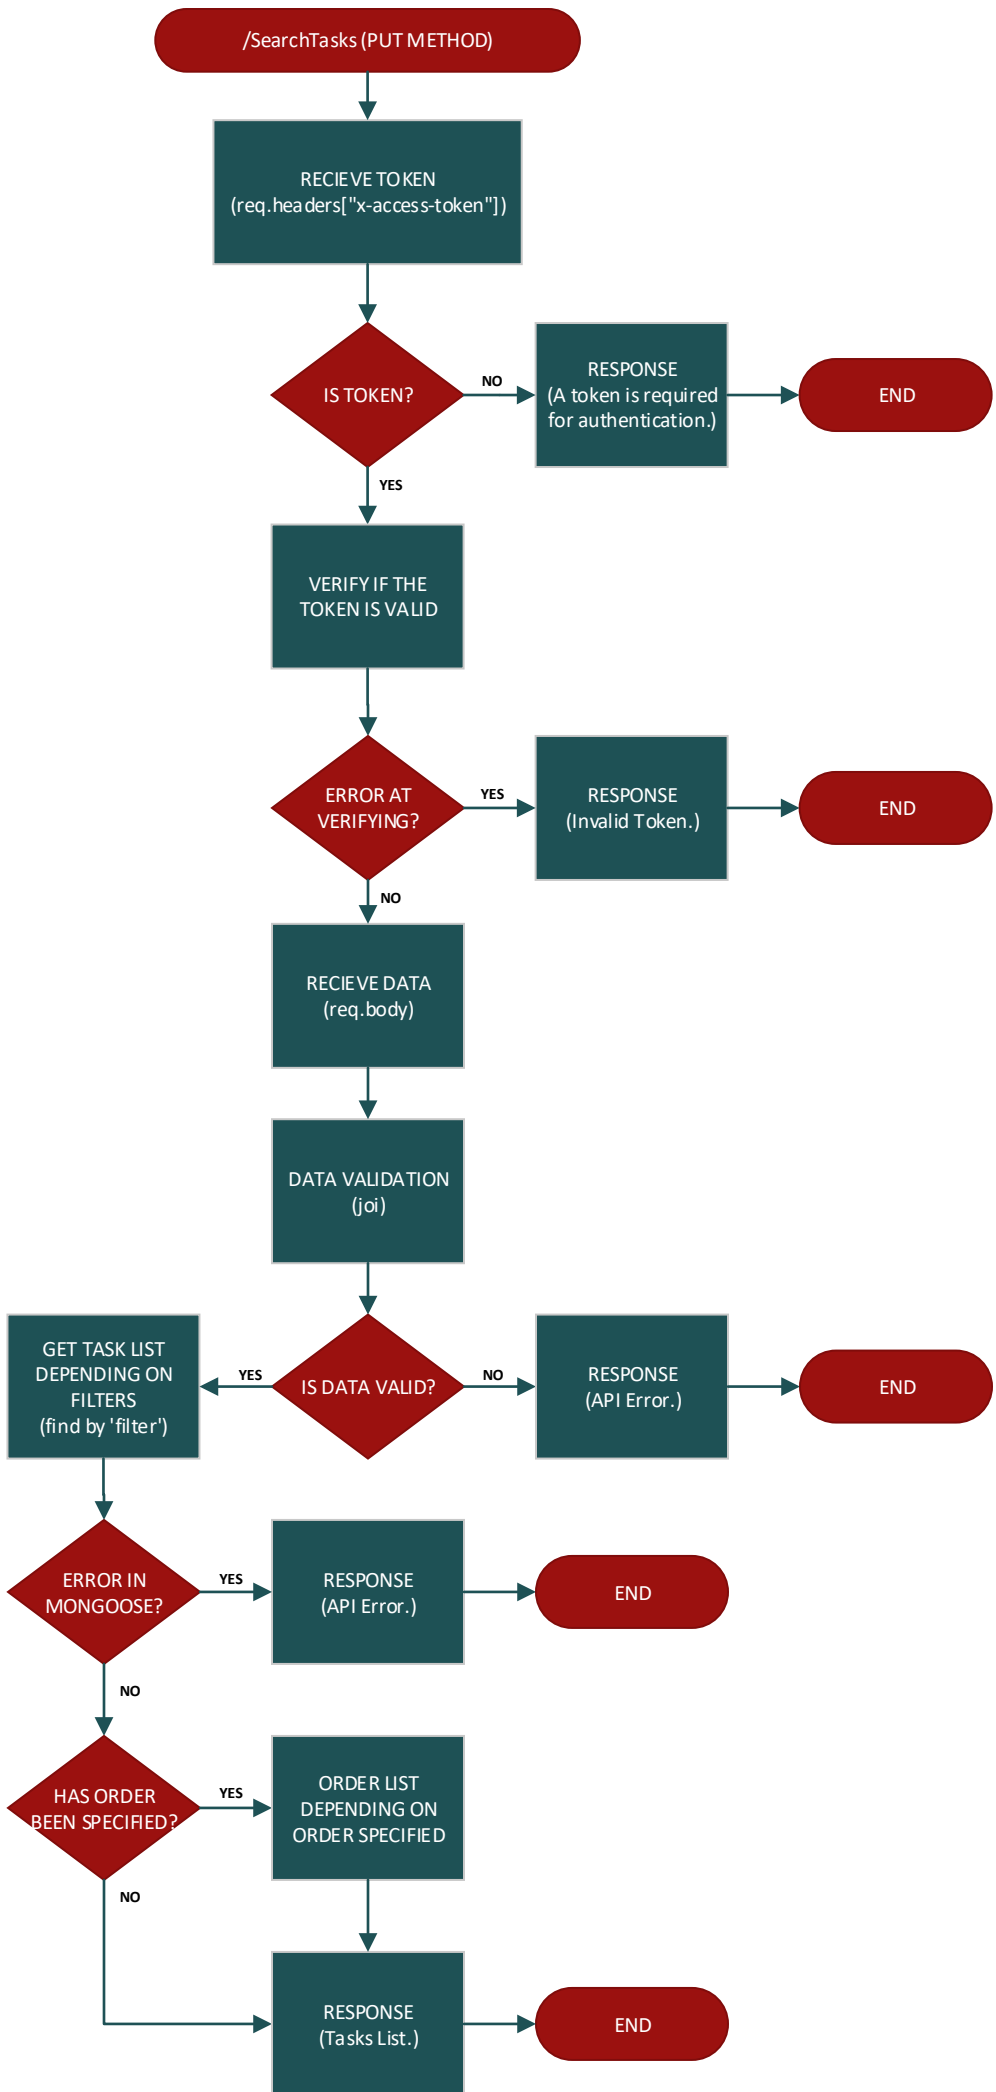 /SearchTasks (PUT METHOD)
RECIEVE TOKEN
(req.headers["x-access-token"])
IS TOKEN?
NO
RESPONSE
(A token is required
for authentication.)
END
YES
VERIFY IF THE
TOKEN IS VALID
ERROR AT
VERIFYING?
YES
RESPONSE
(Invalid Token.)
END
NO
RECIEVE DATA
(req.body)
DATA VALIDATION
(joi)
GET TASK LIST
DEPENDING ON
FILTERS
(find by 'filter')
YES
IS DATA VALID?
NO
RESPONSE
(API Error.)
END
ERROR IN
MONGOOSE?
YES
RESPONSE
(API Error.)
END
NO
HAS ORDER
BEEN SPECIFIED?
YES
ORDER LIST
DEPENDING ON
ORDER SPECIFIED
NO
RESPONSE
(Tasks List.)
END